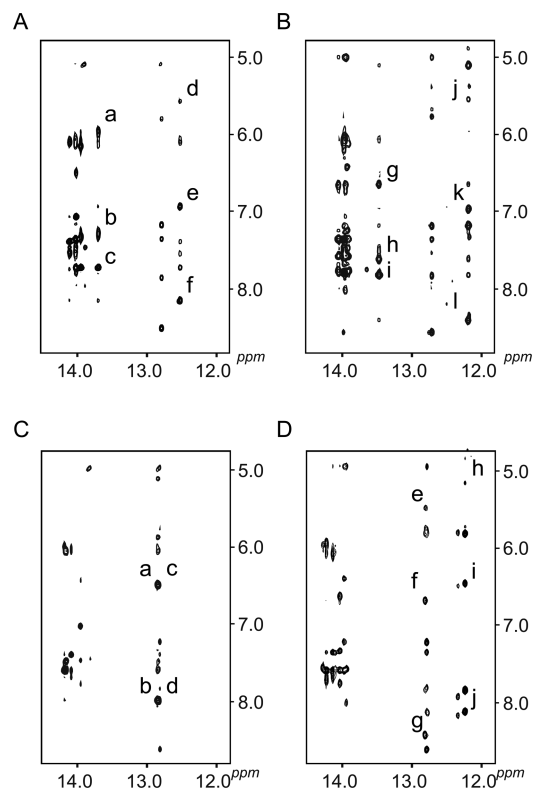 A
B
d 5.0
j 5.0
a 6.0
g 6.0
e
k
b 7.0
h 7.0
c f 8.0
i l 8.0
ppm
ppm
14.0 13.0 12.0
14.0 13.0 12.0
C
D
5.0
h 5.0
e
6.0
6.0
a c
f i
7.0
7.0
b d 8.0
g j 8.0
ppm
ppm
14.0 13.0 12.0
14.0 13.0 12.0